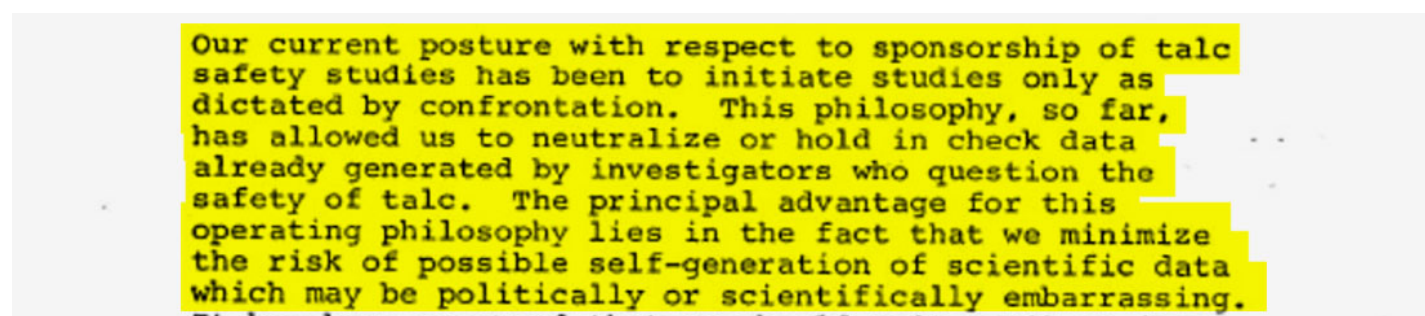 Our current posture with respect to sponsorship of talc
safety studies has been to initiate studies only as
dictated by confrontation. This philosophy, so far,
has allowed us to neutralize or hold in check data
already generated by investigators who question the
safety of talc. The principal advantage for this
operating philosophy lies in the fact that we minimize
the risk of possible self-generation of scientific data
which may be politically or scientifically embarrassing.